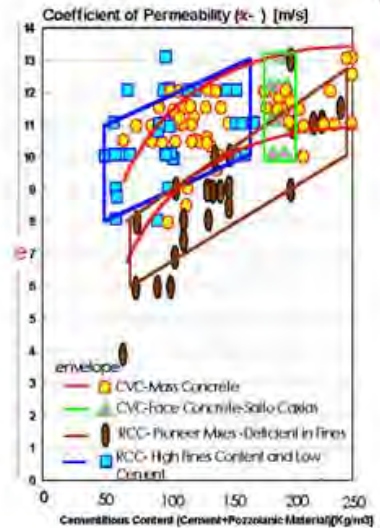 Coefficient of Permeability (k- ) [m/s]
14
13
12
11
10
9
8
7
6
5
4
3
2
1
0
envelope
CVC-Mass Concrete
CVC-Face Concrete-Salto Caxias
RCC- Pioneer Mixes -Deficient in Fines
RCC- High Fines Content and Low
Cement
0 50 100 150 200 250
Cementitious Content (Cement+Pozzolanic Material)[Kg/m3]